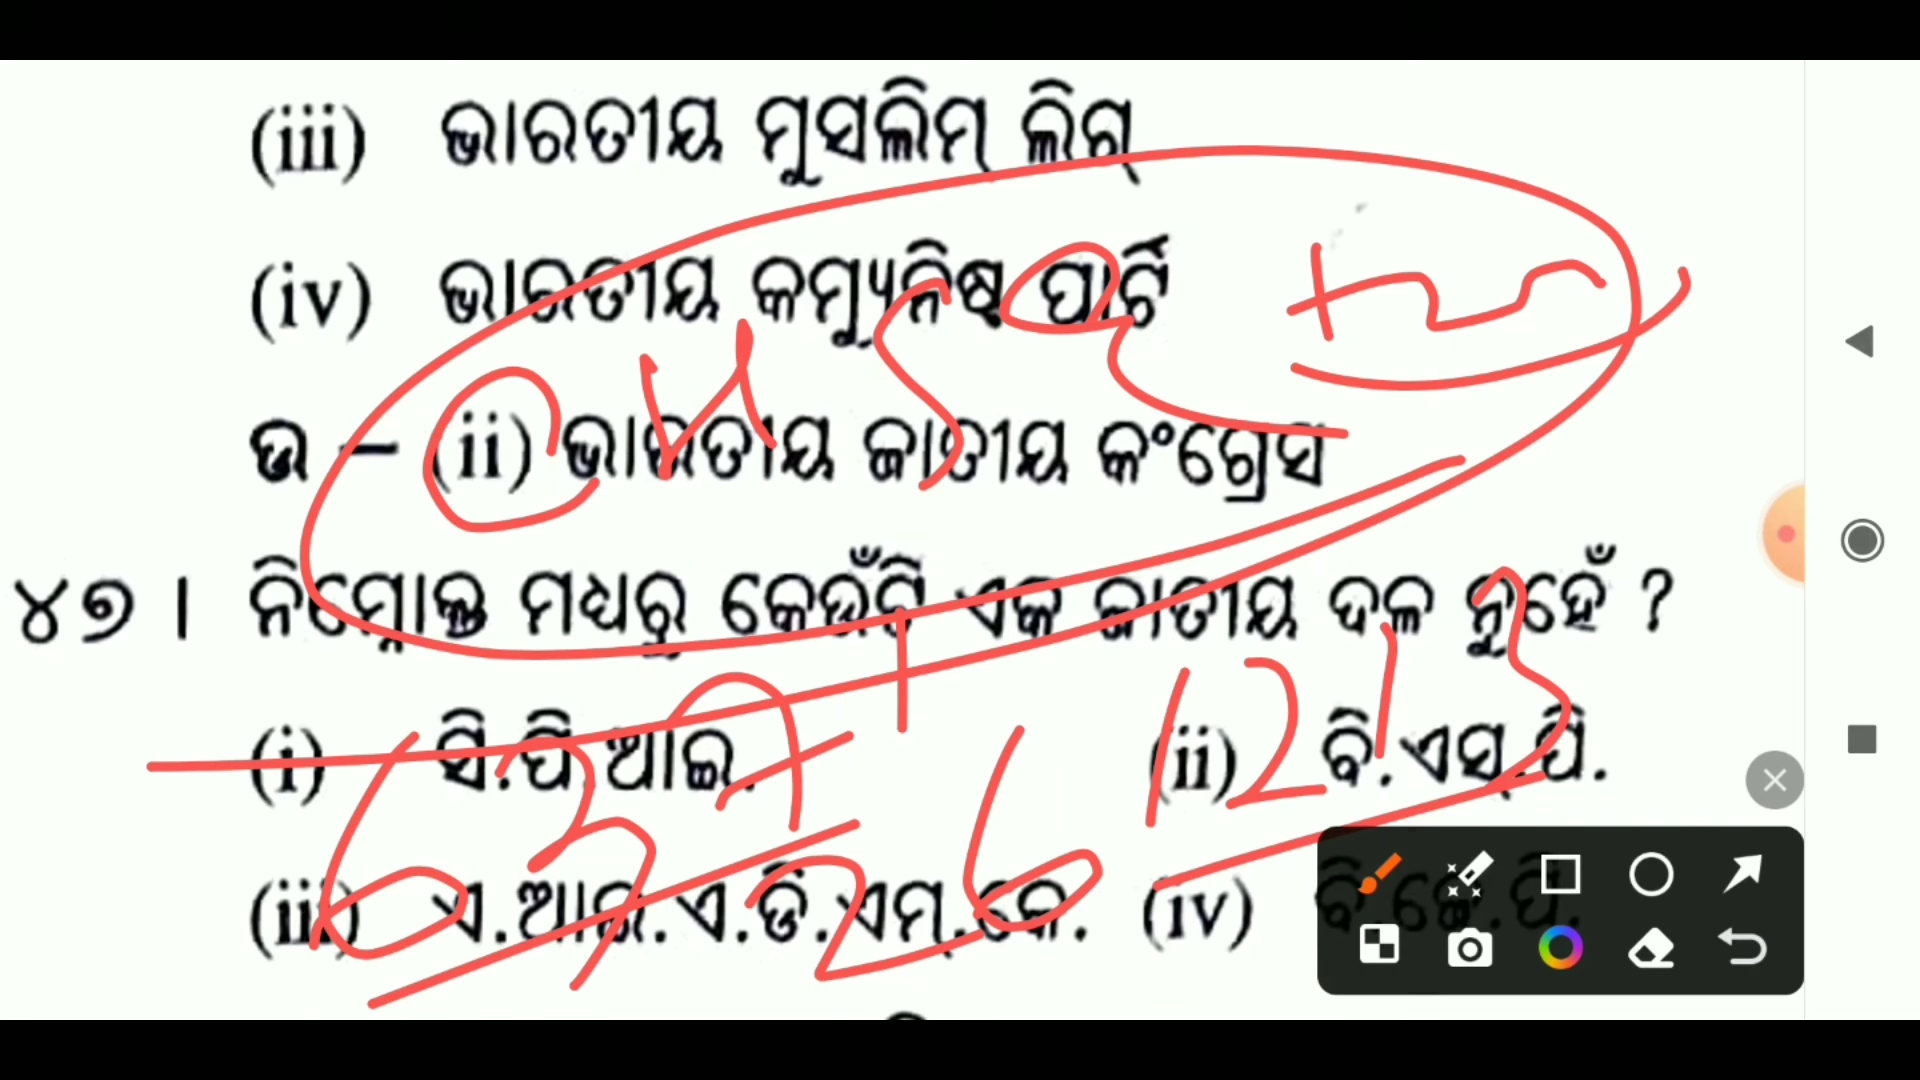 (iii) ଭାରତୀୟ ମୁସଲିମ୍ ଲିଗ୍
(iv) ଭାରତୀୟ କମ୍ୟୁନିଷ୍ଟ ପାର୍ଟି
ଉ – (ii) ଭାରତୀୟ ଜାତୀୟ କଂଗ୍ରେସ
୪୭ । ନିମ୍ନୋକ୍ତ ମଧ୍ୟରୁ କେଉଁଟି ଏକ ଜାତୀୟ ଦଳ ନୁହେଁ ?
(i) ସି.ପି.ଆଇ. (ii) ବି.ଏସ୍.ପି.
(iii) ଏ.ଆଇ.ଏ.ଡି.ଏମ୍.କେ. (iv) ବି.ଜେ.ପି.